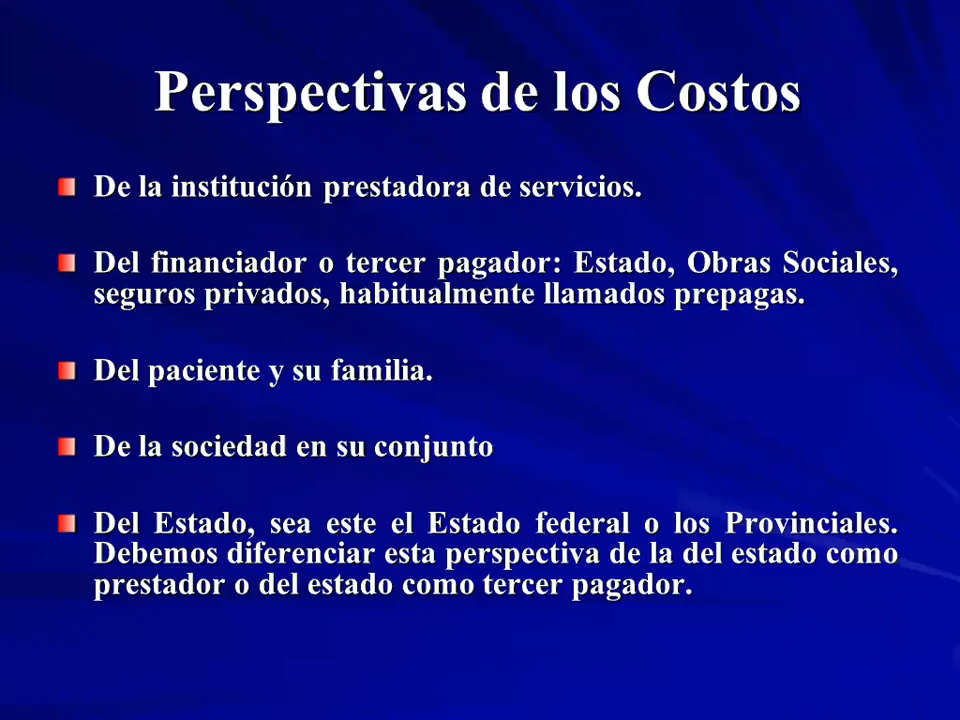 Perspectivas de los Costos
De la institución prestadora de servicios.
Del financiador o tercer pagador: Estado, Obras Sociales,
seguros privados, habitualmente llamados prepagas.
Del paciente y su familia.
De la sociedad en su conjunto
Del Estado, sea este el Estado federal o los Provinciales.
Debemos diferenciar esta perspectiva de la del estado como
prestador o del estado como tercer pagador.